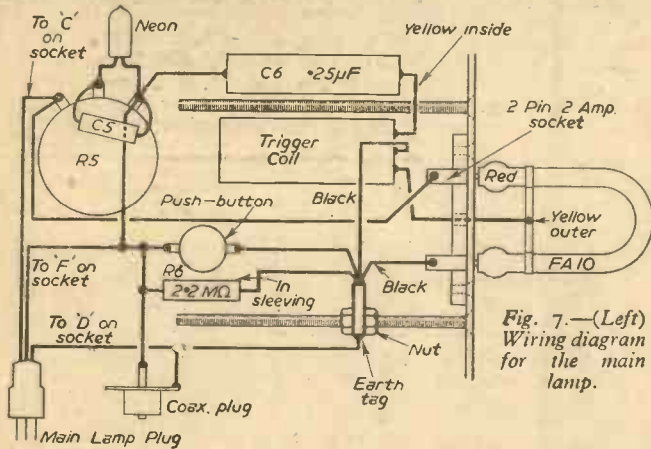 To 'C'
on
socket
Neon
C6 ·25µF
Yellow inside
C5
R5
Trigger
Coil
2 Pin 2 Amp.
socket
Black
Red
Push-button
Yellow
outer
To 'F' on
socket
R6
2·2MΩ
In
sleeving
Black
FA10
To 'D' on
socket
Nut
Earth
tag
Coax. plug
Main Lamp Plug
Fig. 7.—(Left)
Wiring diagram
for the main
lamp.